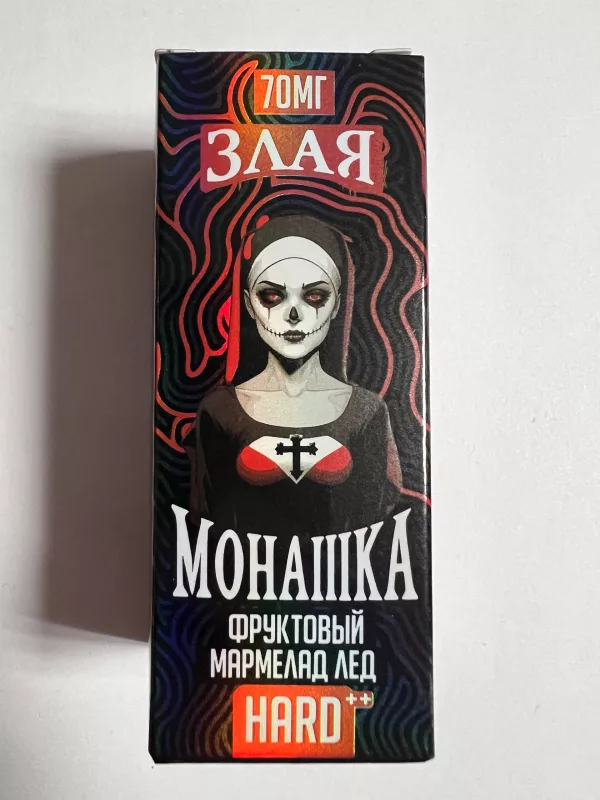 70МГ
ЗЛАЯ
МОНАШКА
ФРУКТОВЫЙ
МАРМЕЛАД ЛЕД
HARD++